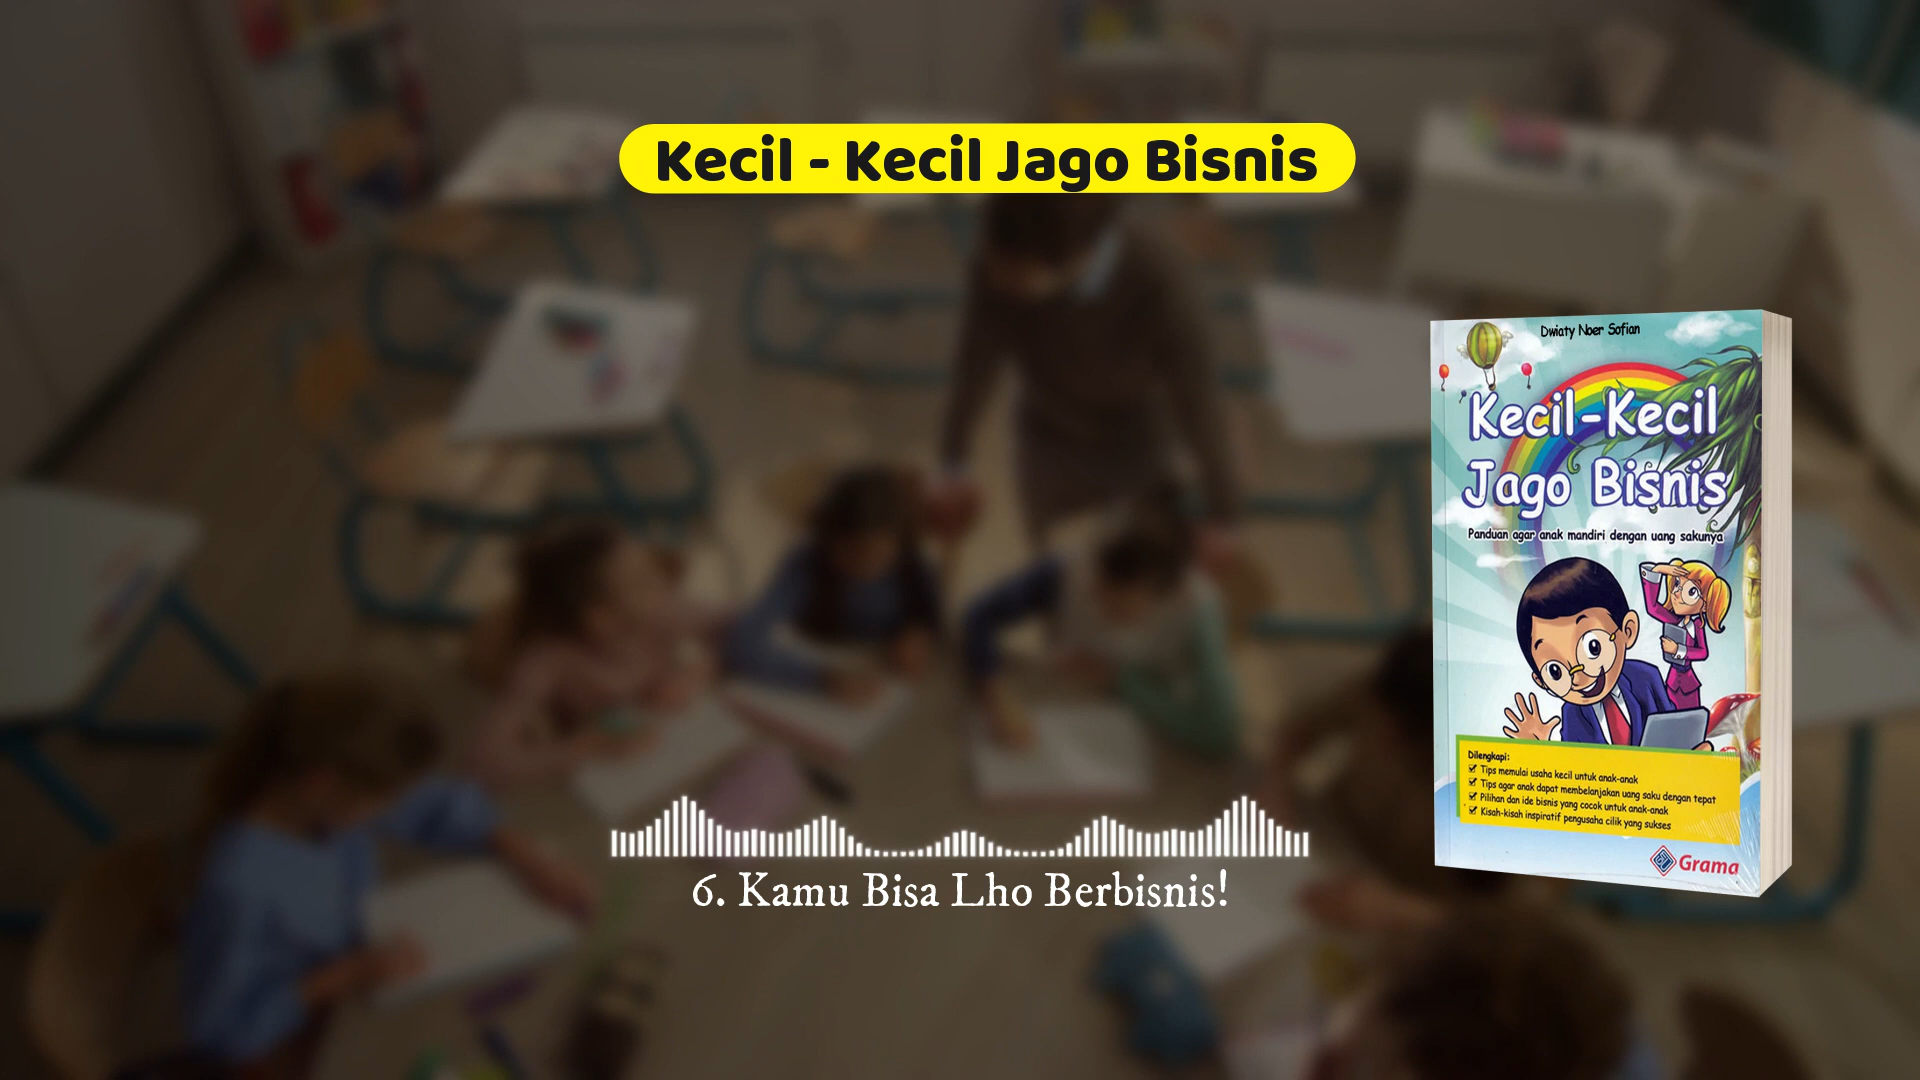 Kecil - Kecil Jago Bisnis
Dwiaty Noer Sofian
Kecil-Kecil
Jago Bisnis
Panduan agar anak mandiri dengan uang sakunya
Dilengkapi:
Tips memulai usaha kecil untuk anak-anak
Tips agar anak dapat membelanjakan uang saku dengan tepat
Pilihan dan ide bisnis yang cocok untuk anak-anak
Kisah-kisah inspiratif pengusaha cilik yang sukses
Grama
6. Kamu Bisa Lho Berbisnis!